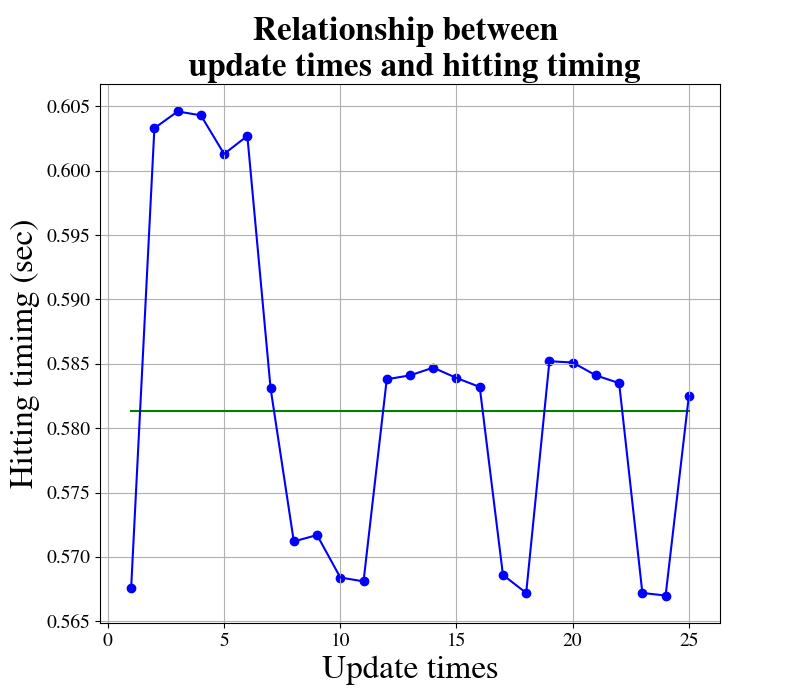 Relationship between
update times and hitting timing
Hitting timimg (sec)
0.605
0.600
0.595
0.590
0.585
0.580
0.575
0.570
0.565
0 5 10 15 20 25
Update times